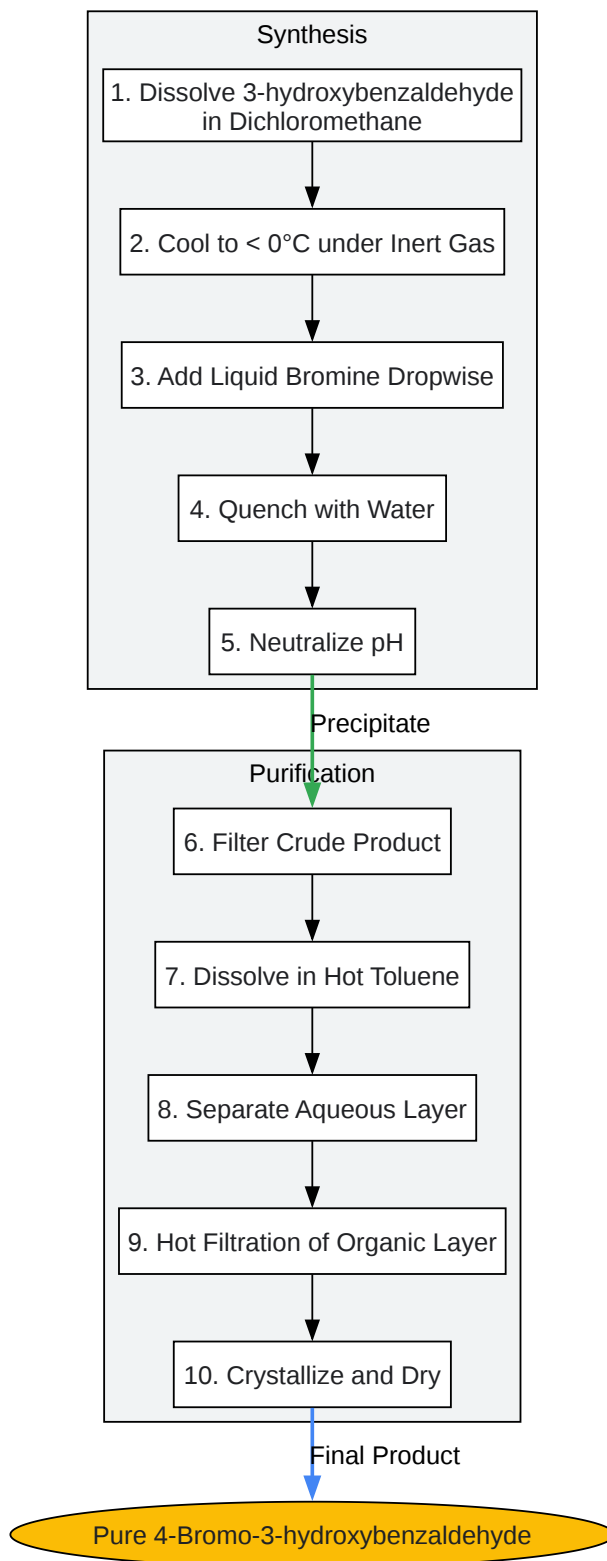 Synthesis
1. Dissolve 3-hydroxybenzaldehyde
in Dichloromethane
2. Cool to < 0°C under Inert Gas
3. Add Liquid Bromine Dropwise
4. Quench with Water
5. Neutralize pH
Precipitate
Purification
6. Filter Crude Product
7. Dissolve in Hot Toluene
8. Separate Aqueous Layer
9. Hot Filtration of Organic Layer
10. Crystallize and Dry
Final Product
Pure 4-Bromo-3-hydroxybenzaldehyde